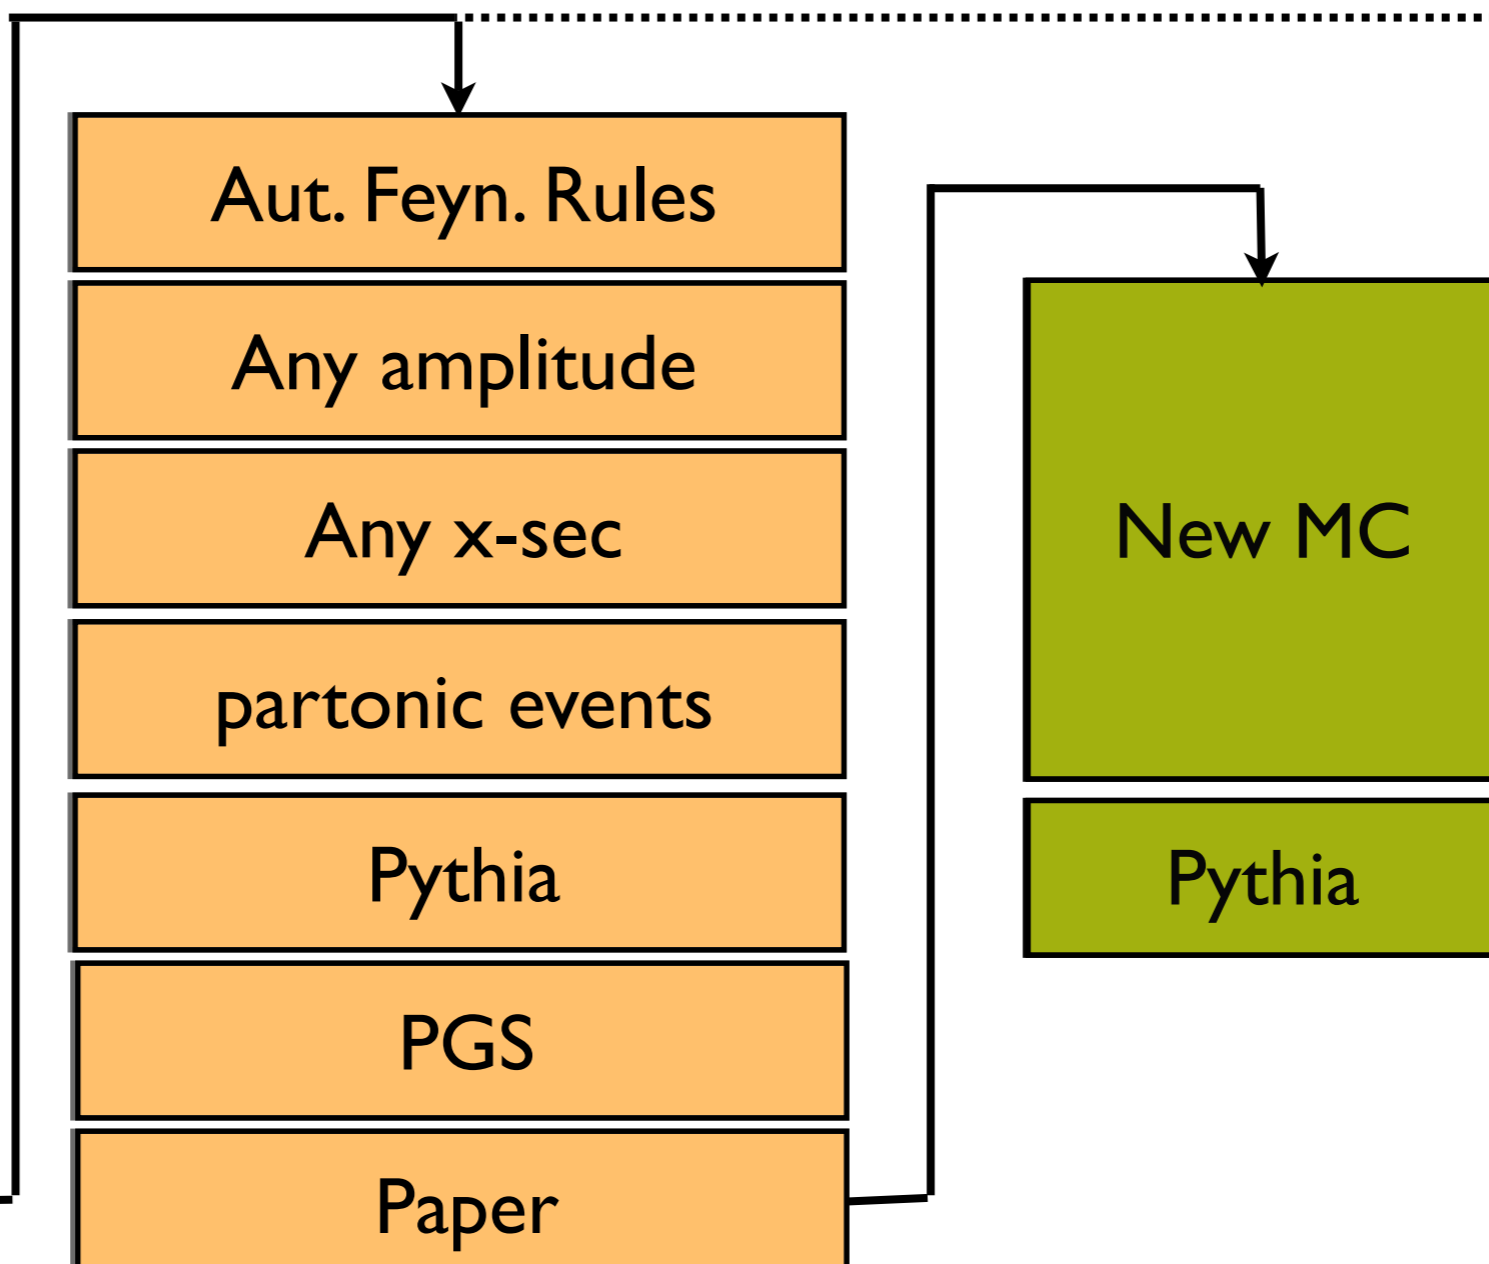 Aut. Feyn. Rules
Any amplitude
Any x-sec
partonic events
Pythia
PGS
Paper
New MC
Pythia